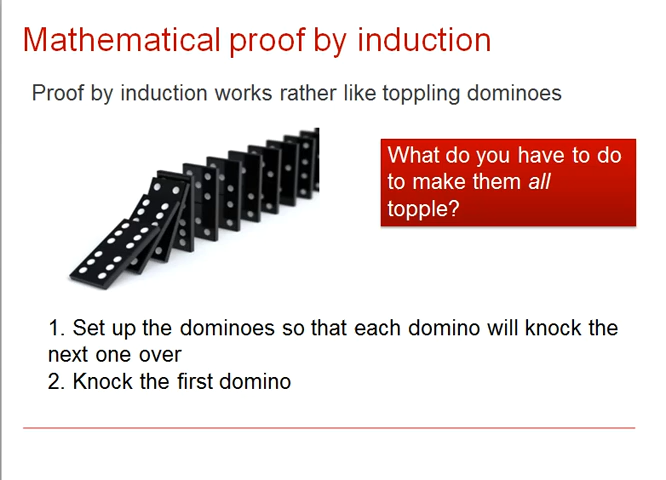 Mathematical proof by induction
Proof by induction works rather like toppling dominoes
What do you have to do
to make them all
topple?
1. Set up the dominoes so that each domino will knock the
next one over
2. Knock the first domino